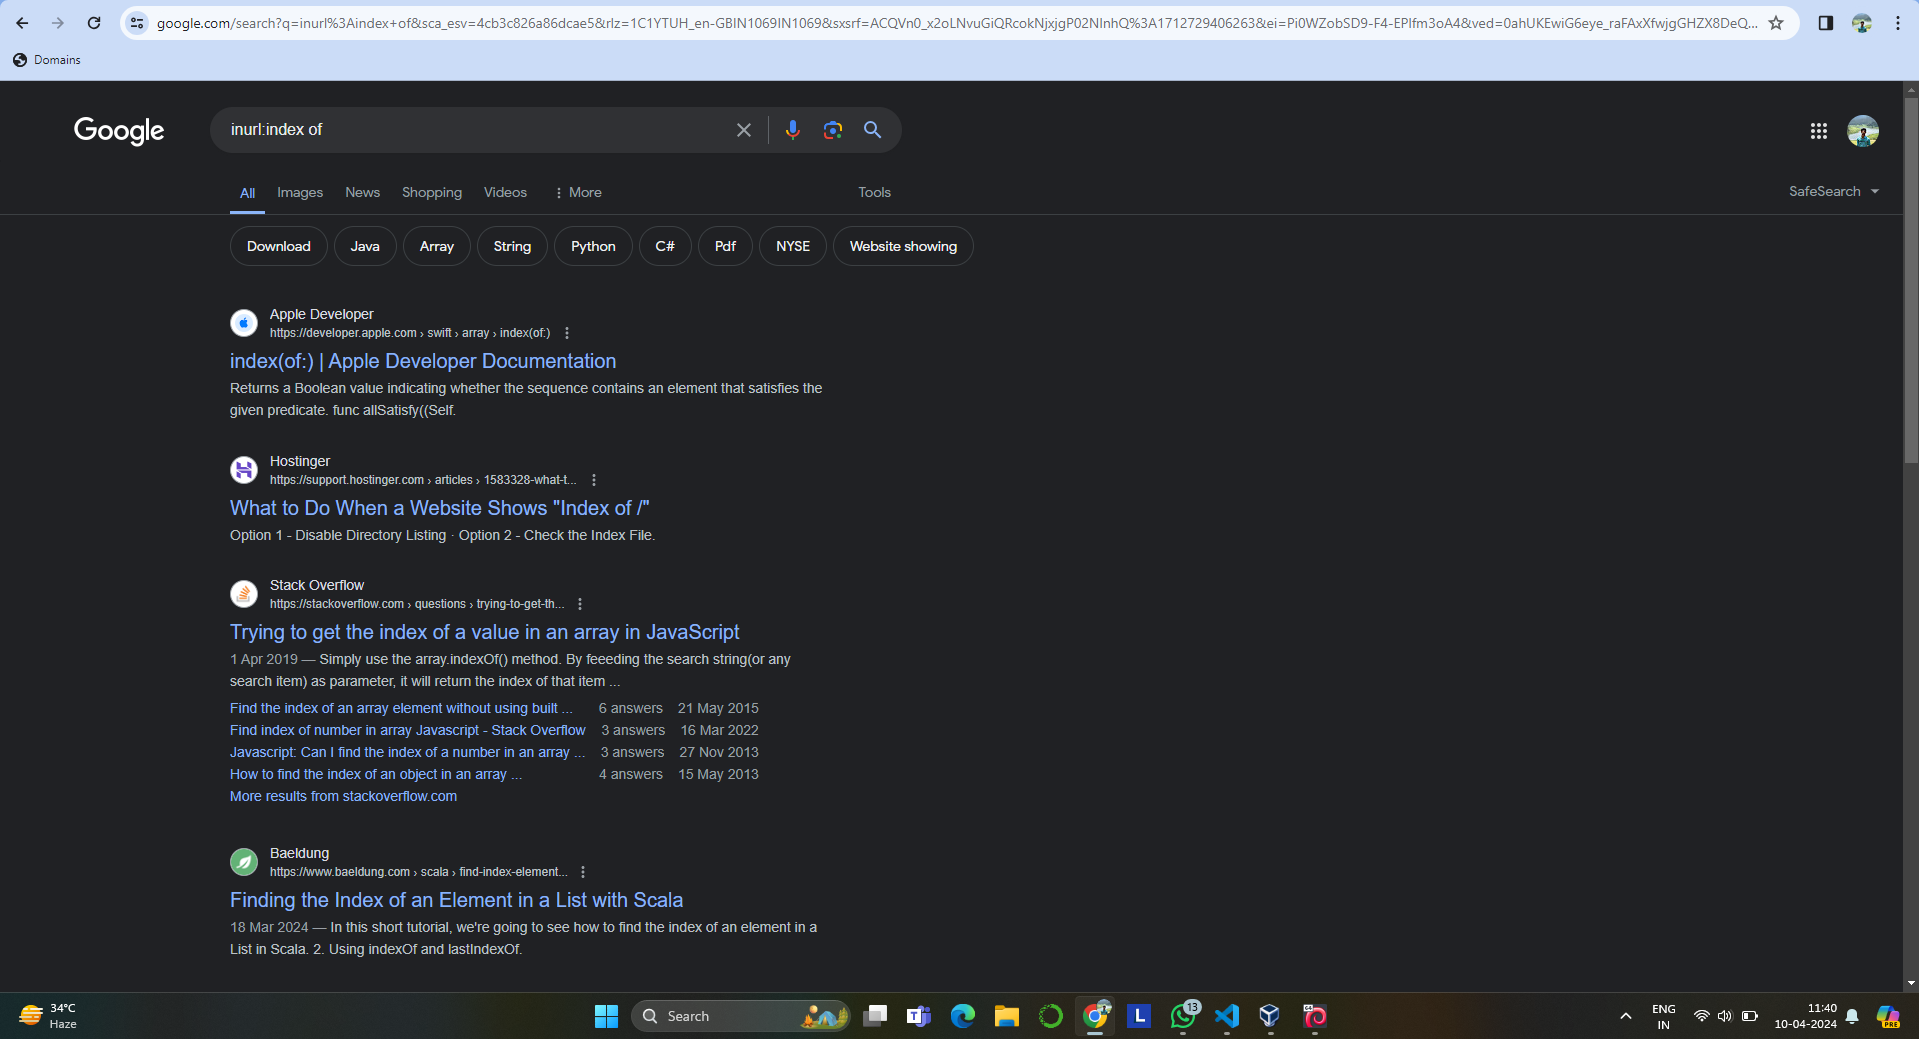 google.com/search?q=inurl%3Aindex+of&sca_esv=4cb3c826a86dcae5&rlz=1C1YTUH_en-GBIN1069IN1069&sxsrf=ACQVn0_x2oLNvuGiQRcokNjxjgP02NlnhQ%3A1712729406263&ei=Pi0WZobSD9-F4-EPlfm3oA4&ved=0ahUKEwiG6eye_raFAxXfwjgGHZX8DeQ...
Domains
Google
inurl:index of
All Images News Shopping Videos More Tools SafeSearch
Download Java Array String Python C# Pdf NYSE Website showing
Apple Developer
https://developer.apple.com › swift › array › index(of:)
index(of:) | Apple Developer Documentation
Returns a Boolean value indicating whether the sequence contains an element that satisfies the
given predicate. func allSatisfy((Self.
Hostinger
https://support.hostinger.com › articles › 1583328-what-t...
What to Do When a Website Shows "Index of /"
Option 1 - Disable Directory Listing · Option 2 - Check the Index File.
Stack Overflow
https://stackoverflow.com › questions › trying-to-get-th...
Trying to get the index of a value in an array in JavaScript
1 Apr 2019 — Simply use the array.indexOf() method. By feeeding the search string(or any
search item) as parameter, it will return the index of that item ...
Find the index of an array element without using built ... 6 answers 21 May 2015
Find index of number in array Javascript - Stack Overflow 3 answers 16 Mar 2022
Javascript: Can I find the index of a number in an array ... 3 answers 27 Nov 2013
How to find the index of an object in an array ... 4 answers 15 May 2013
More results from stackoverflow.com
Baeldung
https://www.baeldung.com › scala › find-index-element...
Finding the Index of an Element in a List with Scala
18 Mar 2024 — In this short tutorial, we're going to see how to find the index of an element in a
List in Scala. 2. Using indexOf and lastIndexOf.
34°C
Haze
Search
L
13
ENG
IN
11:40
10-04-2024
PRE